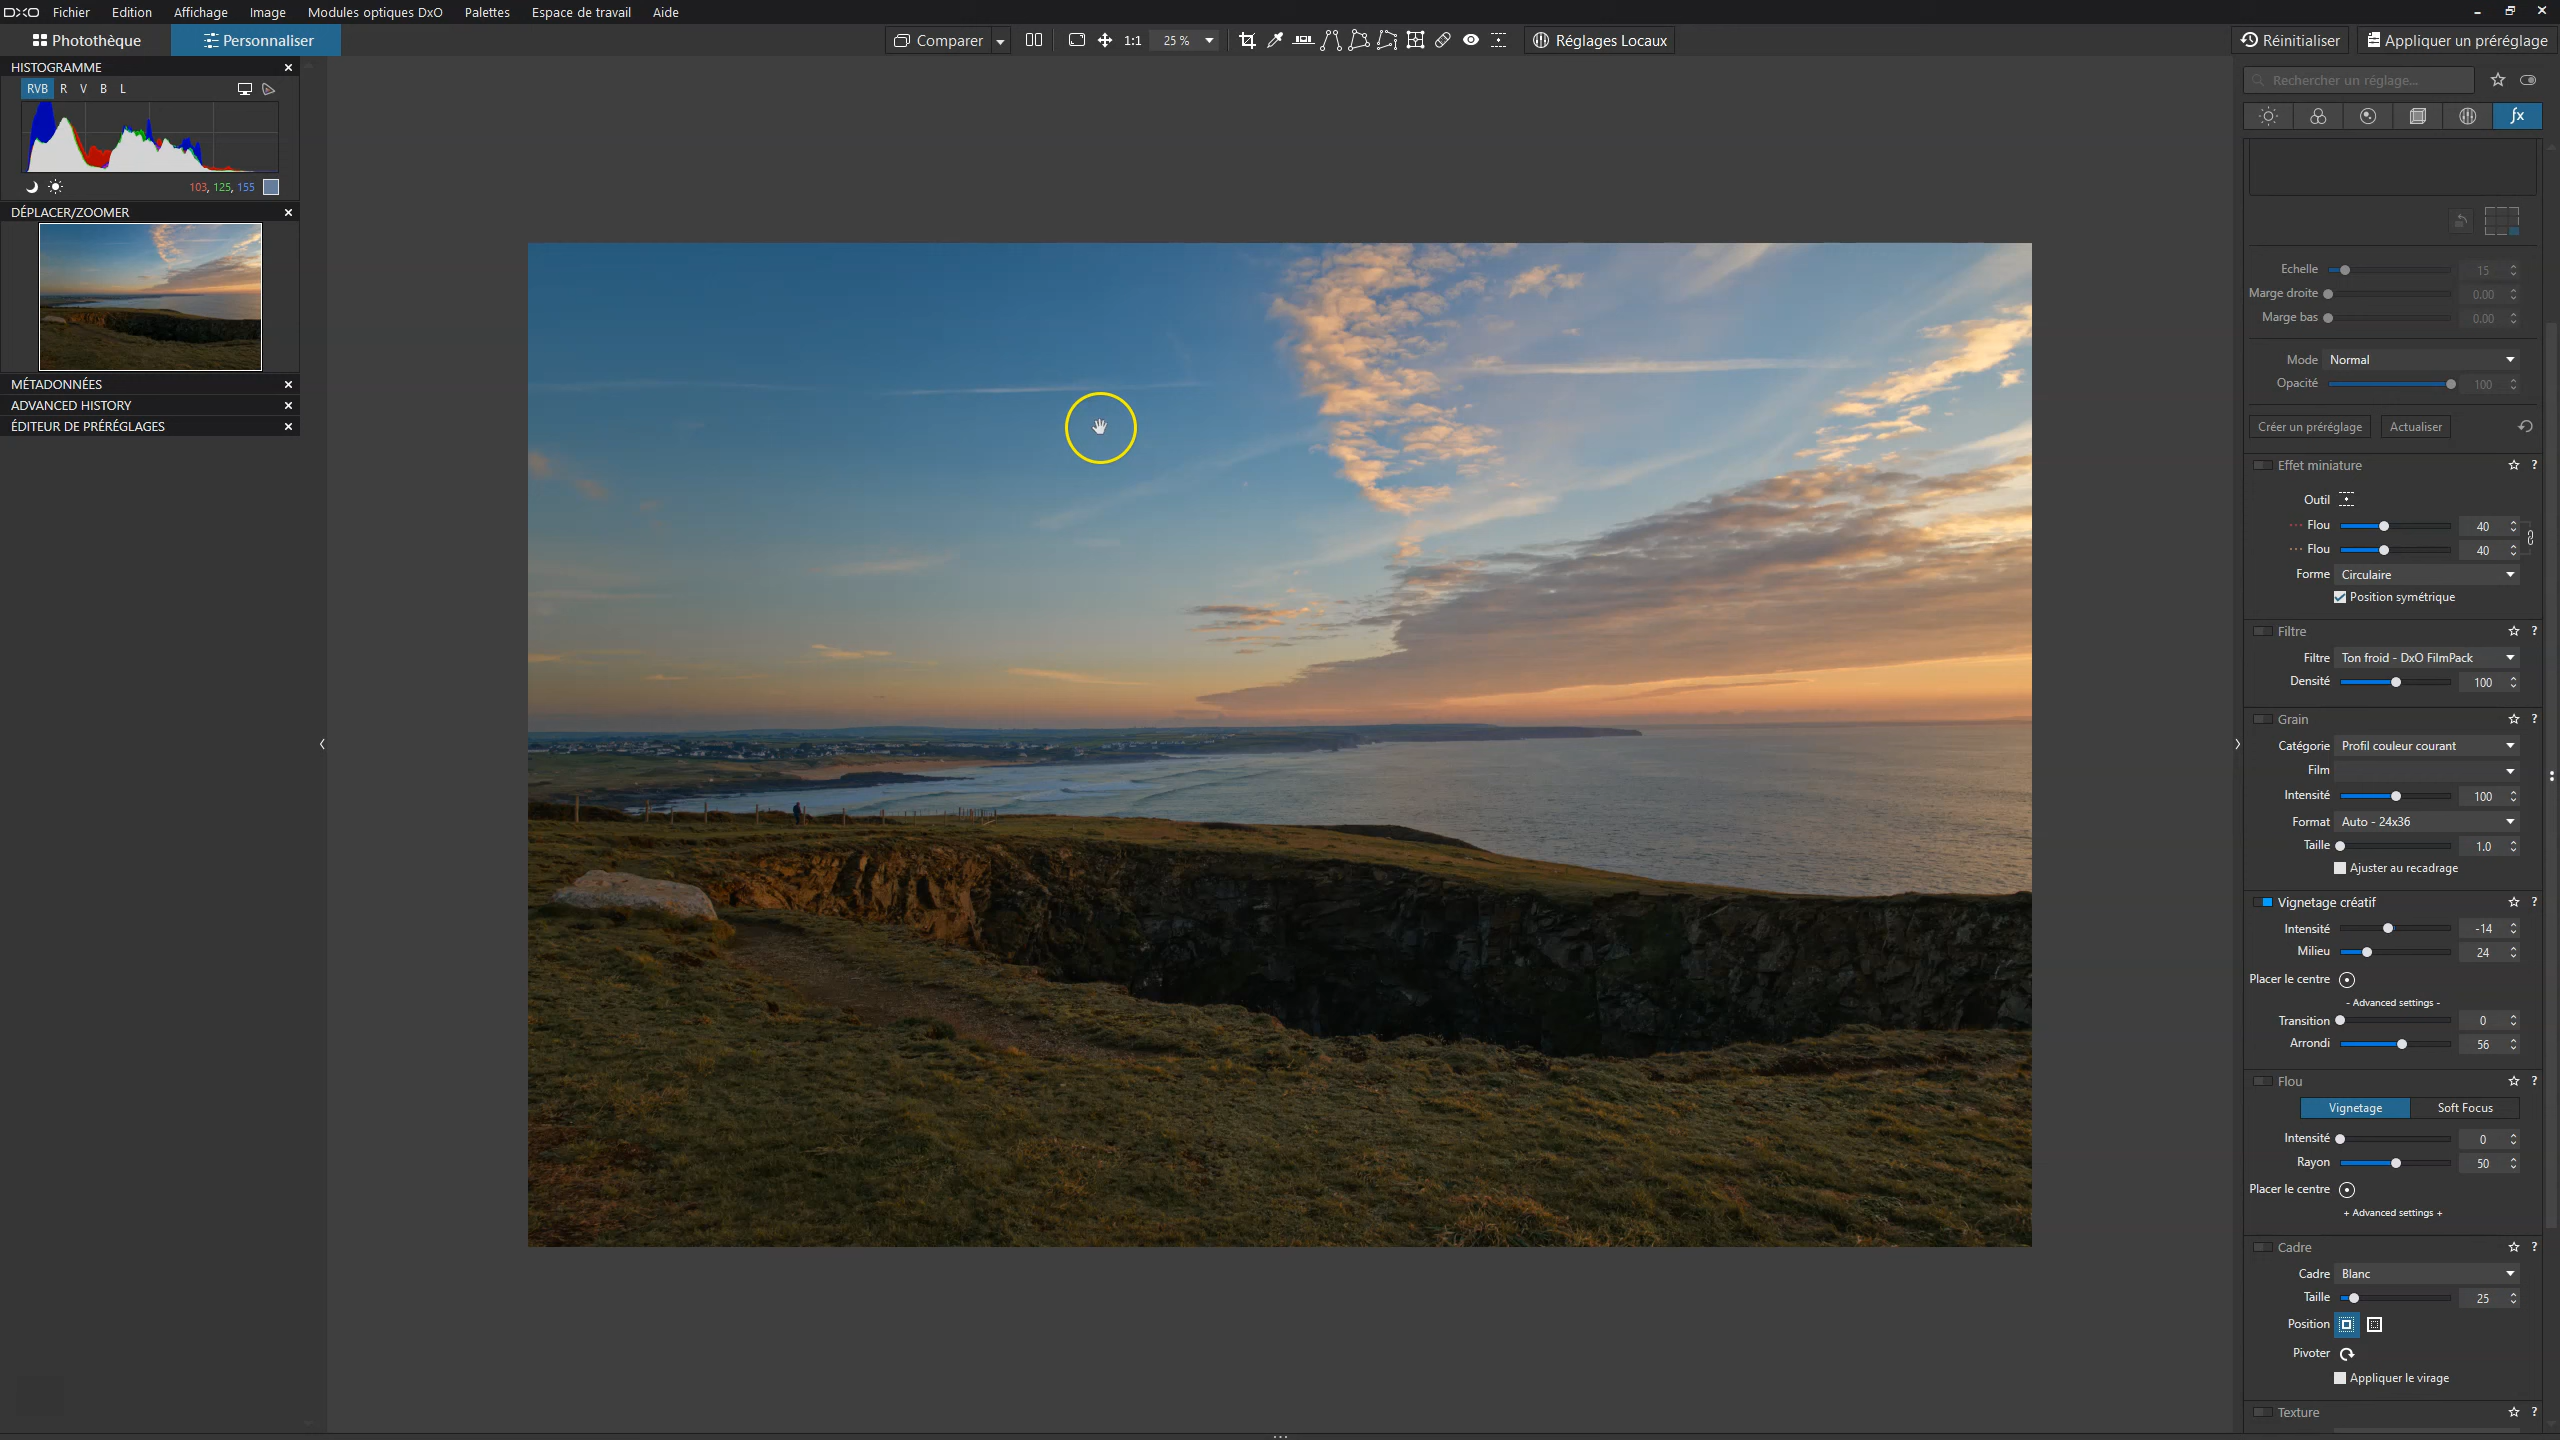 DXO Fichier Edition Affichage Image Modules optiques DxO Palettes Espace de travail Aide
Photothèque Personnaliser Comparer 1:1 25 % Réglages Locaux Réinitialiser Appliquer un préréglage
HISTOGRAMME
RVB R V B L
103, 125, 155
DÉPLACER/ZOOMER
MÉTADONNÉES
ADVANCED HISTORY
ÉDITEUR DE PRÉRÉGLAGES
Rechercher un réglage...
fx
Echelle 15
Marge droite 0.00
Marge bas 0.00
Mode Normal
Opacité 100
Créer un préréglage Actualiser
Effet miniature ?
Outil
Flou 40
Flou 40
Forme Circulaire
Position symétrique
Filtre ?
Filtre Ton froid - DxO FilmPack
Densité 100
Grain ?
Catégorie Profil couleur courant
Film
Intensité 100
Format Auto - 24x36
Taille 1.0
Ajuster au recadrage
Vignetage créatif ?
Intensité -14
Milieu 24
Placer le centre
- Advanced settings -
Transition 0
Arrondi 56
Flou ?
Vignetage Soft Focus
Intensité 0
Rayon 50
Placer le centre
+ Advanced settings +
Cadre ?
Cadre Blanc
Taille 25
Position
Pivoter
Appliquer le virage
Texture ?